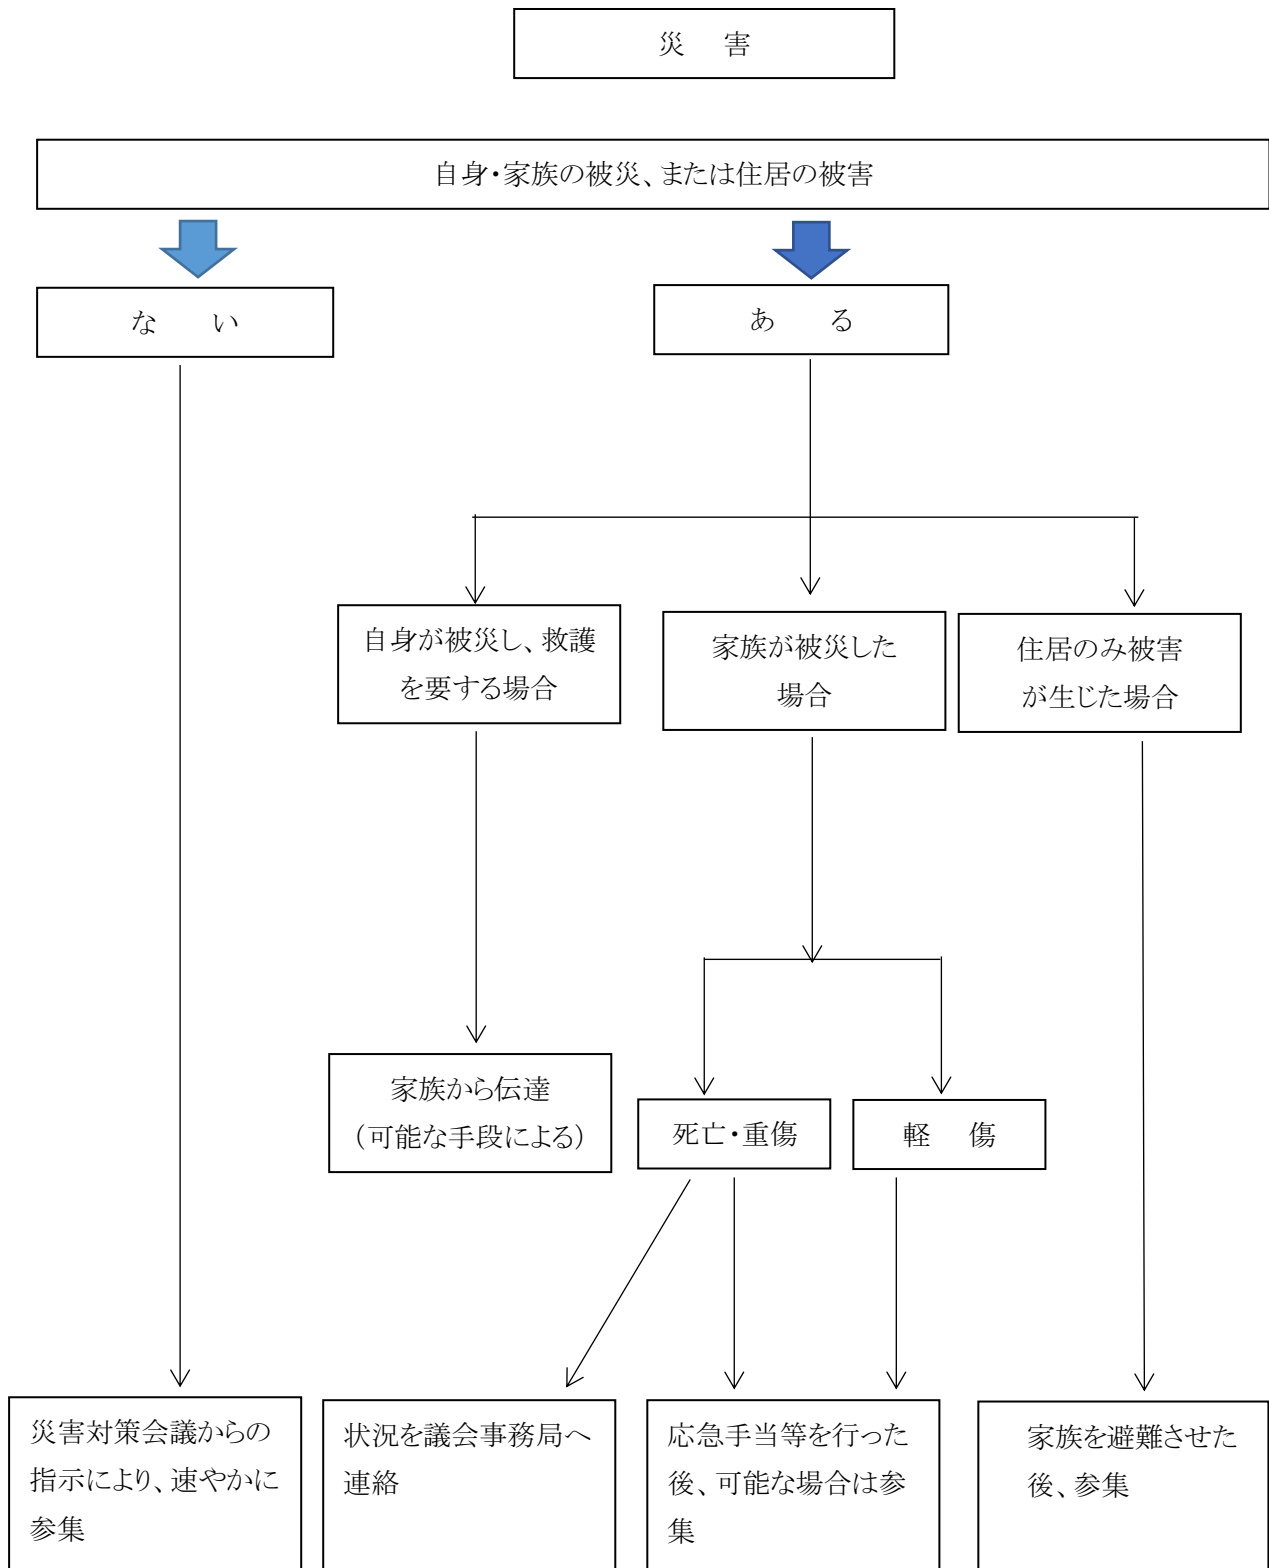 災 害
自身・家族の被災、または住居の被害
な い
あ る
自身が被災し、救護
を要する場合
家族が被災した
場合
住居のみ被害
が生じた場合
家族から伝達
（可能な手段による）
死亡・重傷
軽 傷
災害対策会議からの
指示により、速やかに
参集
状況を議会事務局へ
連絡
応急手当等を行った
後、可能な場合は参
集
家族を避難させた
後、参集